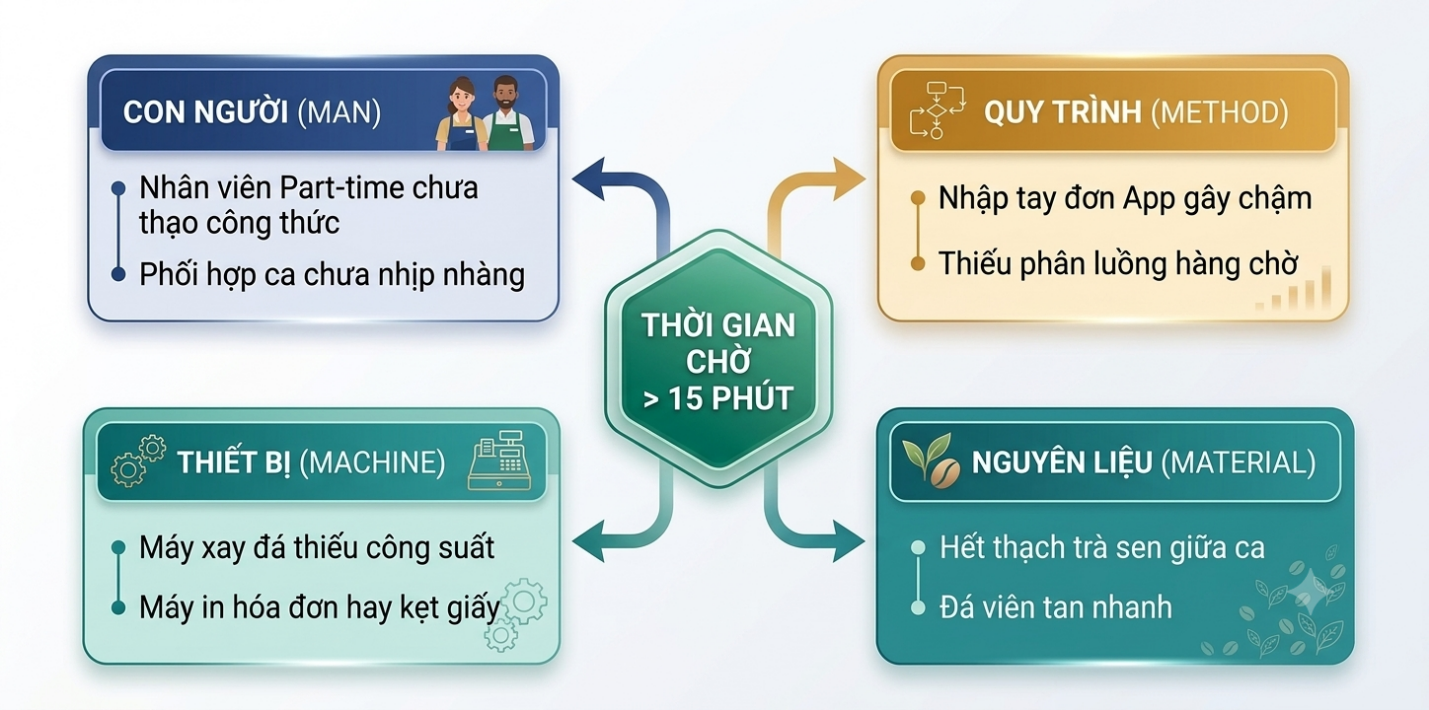 CON NGƯỜI (MAN)
Nhân viên Part-time chưa
thạo công thức
Phối hợp ca chưa nhịp nhàng
QUY TRÌNH (METHOD)
Nhập tay đơn App gây chậm
Thiếu phân luồng hàng chờ
THỜI GIAN
CHỜ
> 15 PHÚT
THIẾT BỊ (MACHINE)
Máy xay đá thiếu công suất
Máy in hóa đơn hay kẹt giấy
NGUYÊN LIỆU (MATERIAL)
Hết thạch trà sen giữa ca
Đá viên tan nhanh